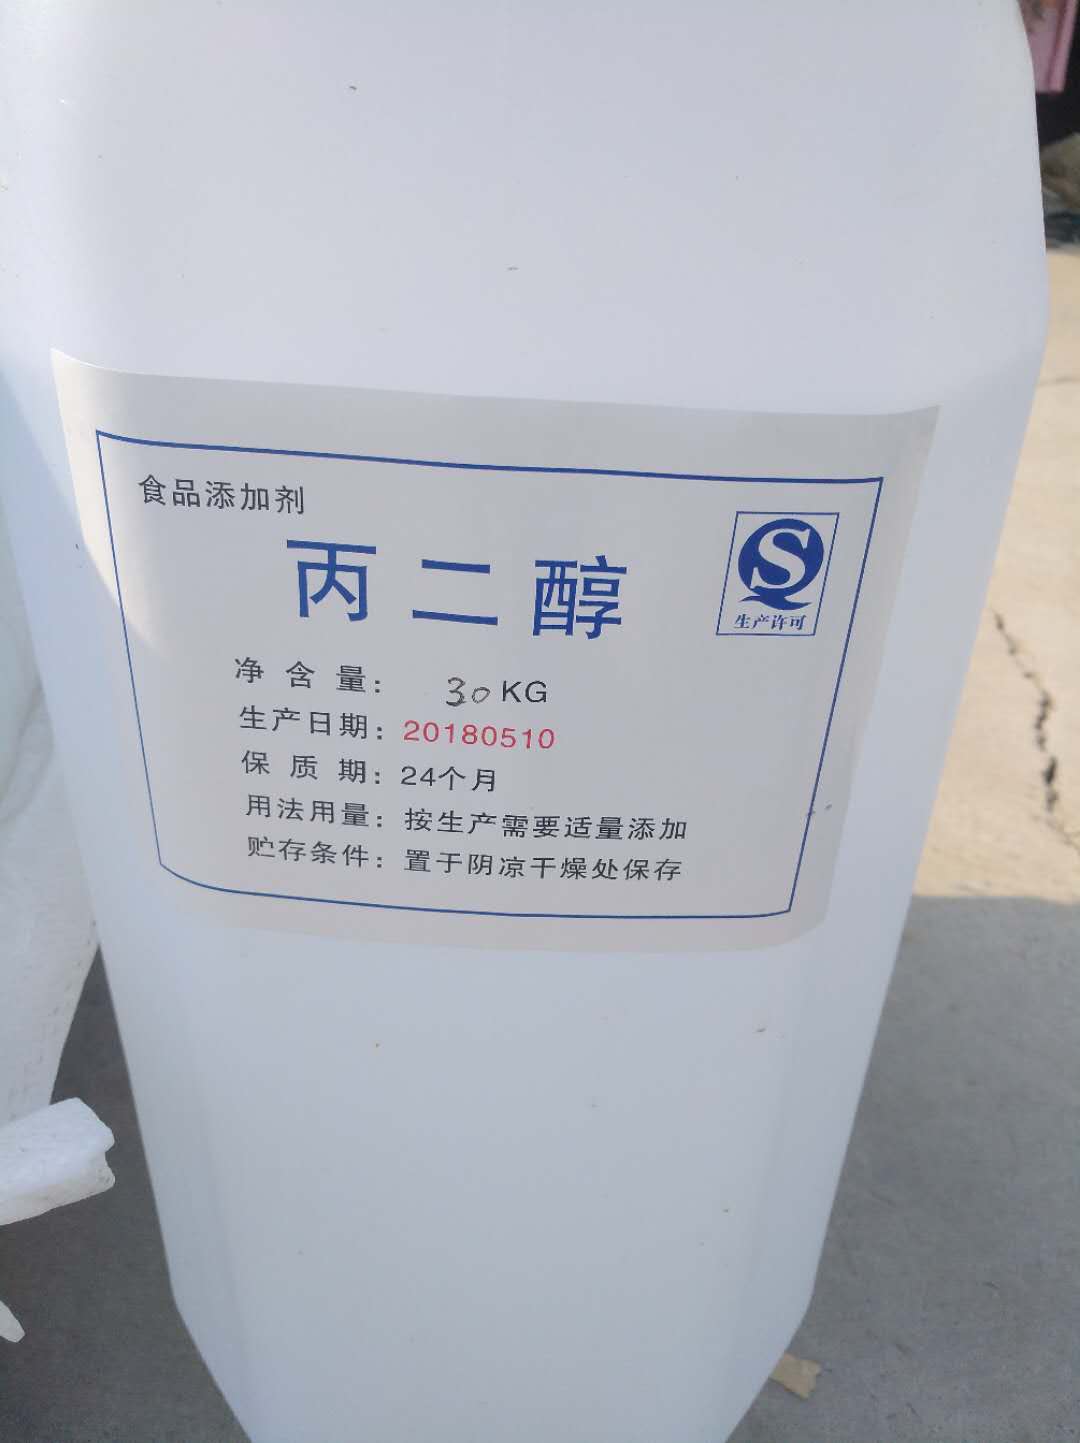 食品添加剂
丙二醇
QS
生产许可
净含量: 30KG
生产日期: 20180510
保质期: 24个月
用法用量: 按生产需要适量添加
贮存条件: 置于阴凉干燥处保存